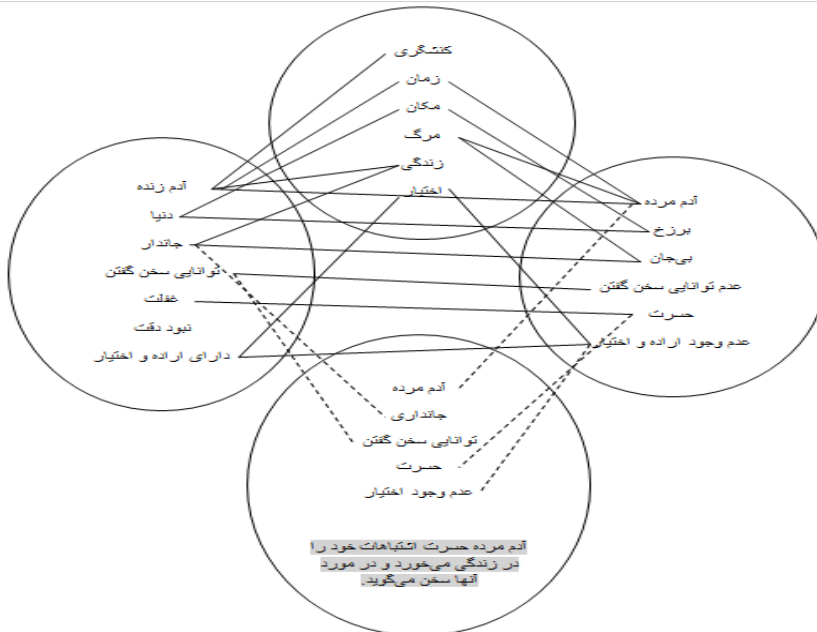 کنشگری
زمان
مکان
مرگ
زندگی
اختیار
آدم مرده
برزخ
بی‌جان
عدم توانایی سخن گفتن
حسرت
عدم وجود اراده و اختیار
آدم زنده
دنیا
جاندار
توانایی سخن گفتن
غفلت
نبود دقت
دارای اراده و اختیار
آدم مرده
جانداری
توانایی سخن گفتن
حسرت
عدم وجود اختیار
آدم مرده حسرت اشتباهات خود را
در زندگی می‌خورد و در مورد
آنها سخن می‌گوید.